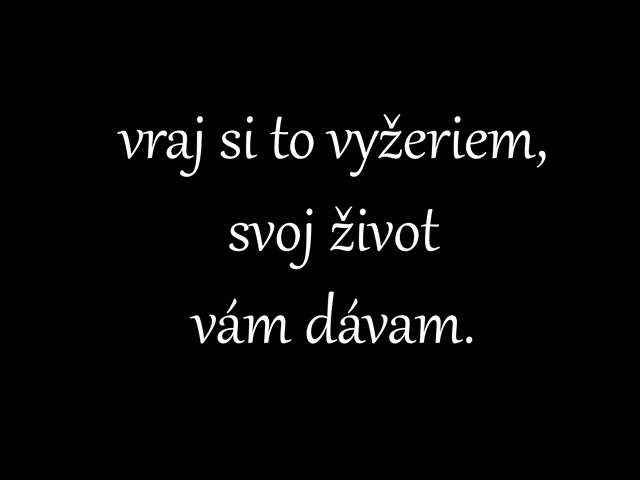 vraj si to vyžeriem,
svoj život
vám dávam.